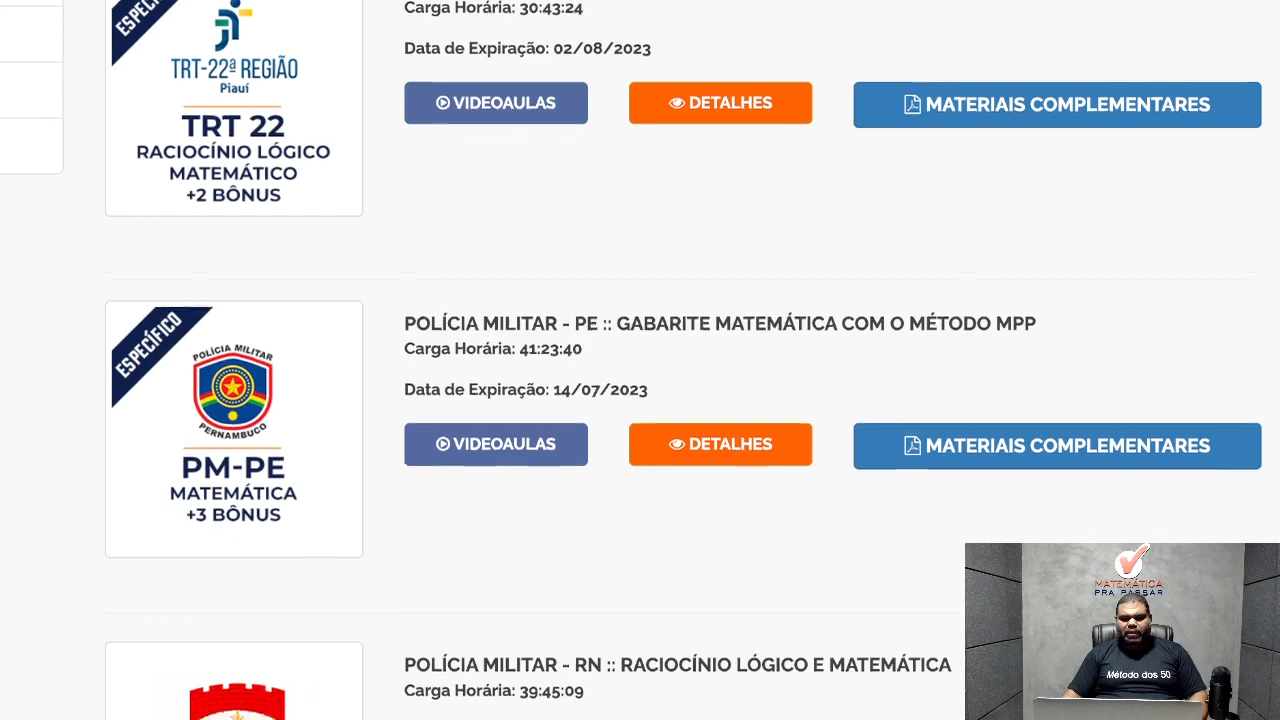 Carga Horária: 30:43:24
Data de Expiração: 02/08/2023
VIDEOAULAS
DETALHES
MATERIAIS COMPLEMENTARES
TRT-22ª REGIÃO
Piauí
TRT 22
RACIOCÍNIO LÓGICO
MATEMÁTICO
+2 BÔNUS
ESPECÍFICO
POLÍCIA MILITAR
PERNAMBUCO
PM-PE
MATEMÁTICA
+3 BÔNUS
POLÍCIA MILITAR - PE :: GABARITE MATEMÁTICA COM O MÉTODO MPP
Carga Horária: 41:23:40
Data de Expiração: 14/07/2023
VIDEOAULAS
DETALHES
MATERIAIS COMPLEMENTARES
POLÍCIA MILITAR - RN :: RACIOCÍNIO LÓGICO E MATEMÁTICA
Carga Horária: 39:45:09
MATEMÁTICA
PRA PASSAR
Método dos 50